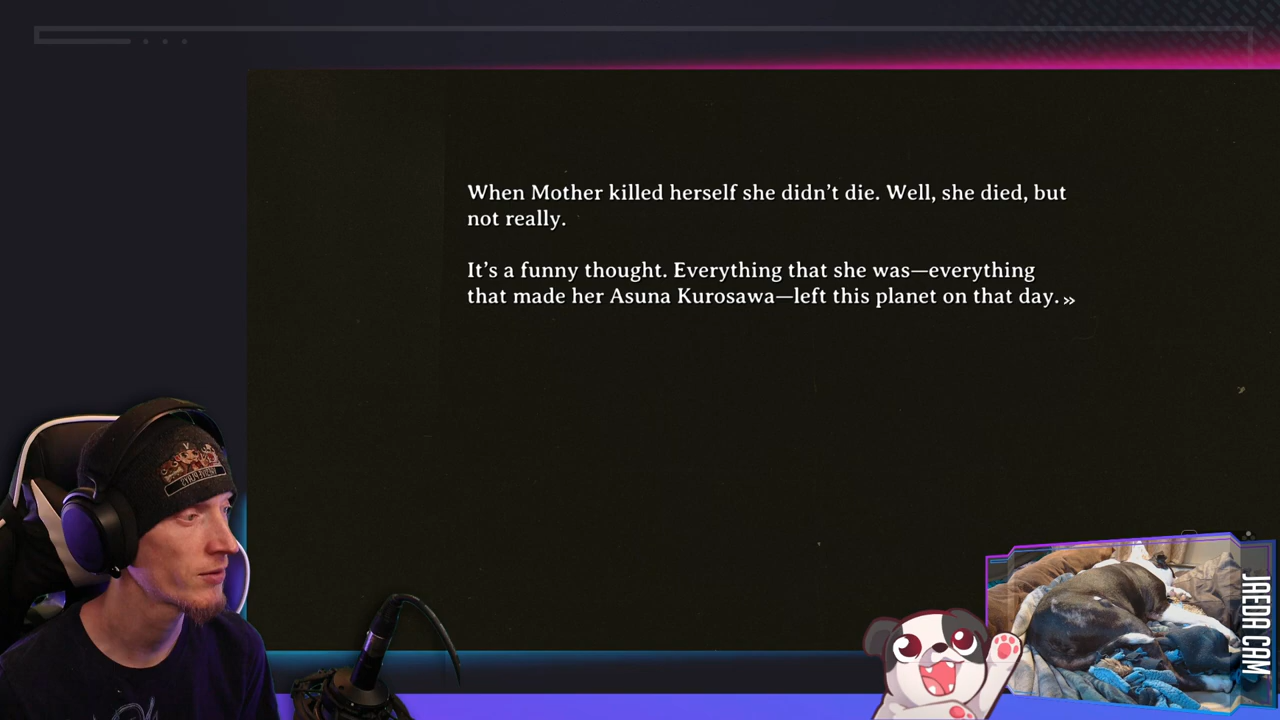 When Mother killed herself she didn’t die. Well, she died, but
not really.
It’s a funny thought. Everything that she was—everything
that made her Asuna Kurosawa—left this planet on that day. »
JAEDA CAM